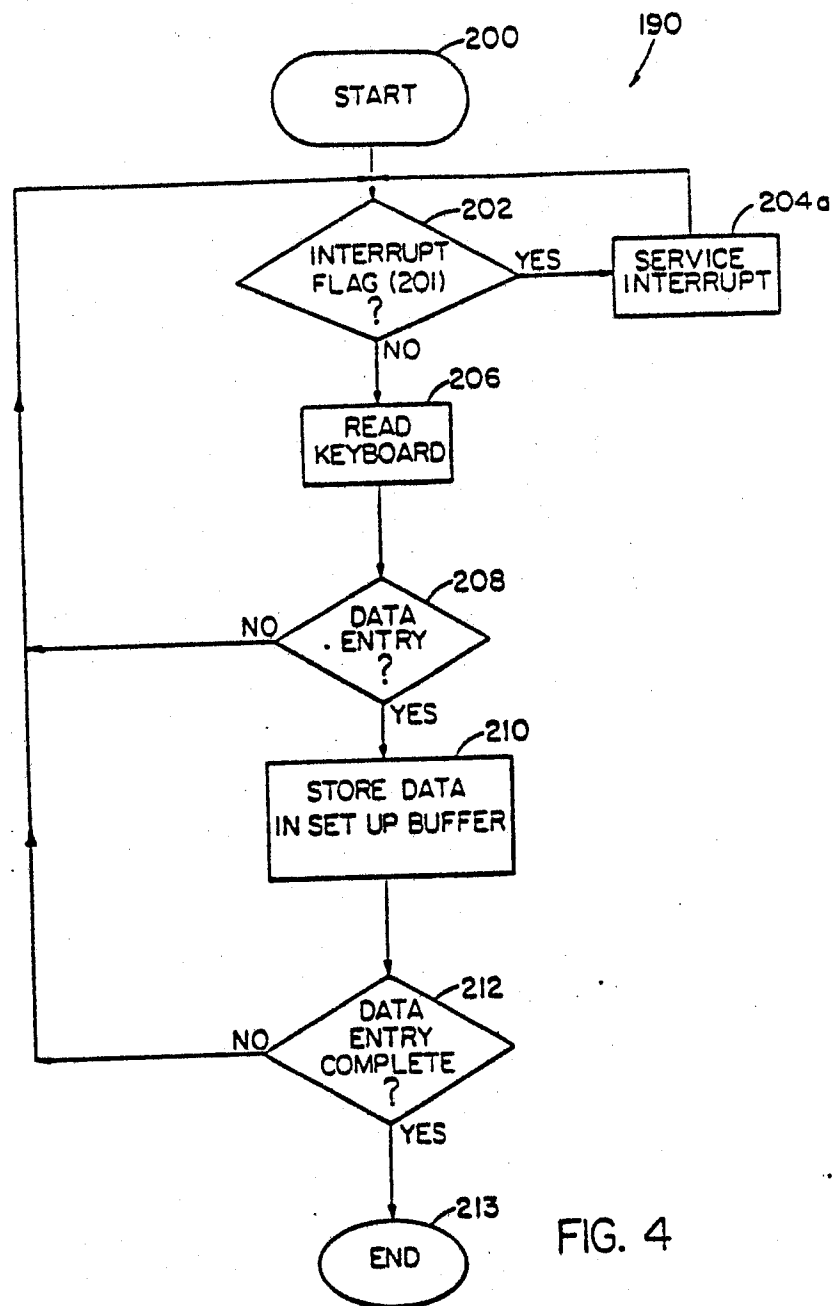 200
190
START
202
204a
INTERRUPT
FLAG (201)
?
YES
SERVICE
INTERRUPT
NO
206
READ
KEYBOARD
208
NO
DATA
ENTRY
?
YES
210
STORE DATA
IN SET UP BUFFER
212
NO
DATA
ENTRY
COMPLETE
?
YES
213
END
FIG. 4